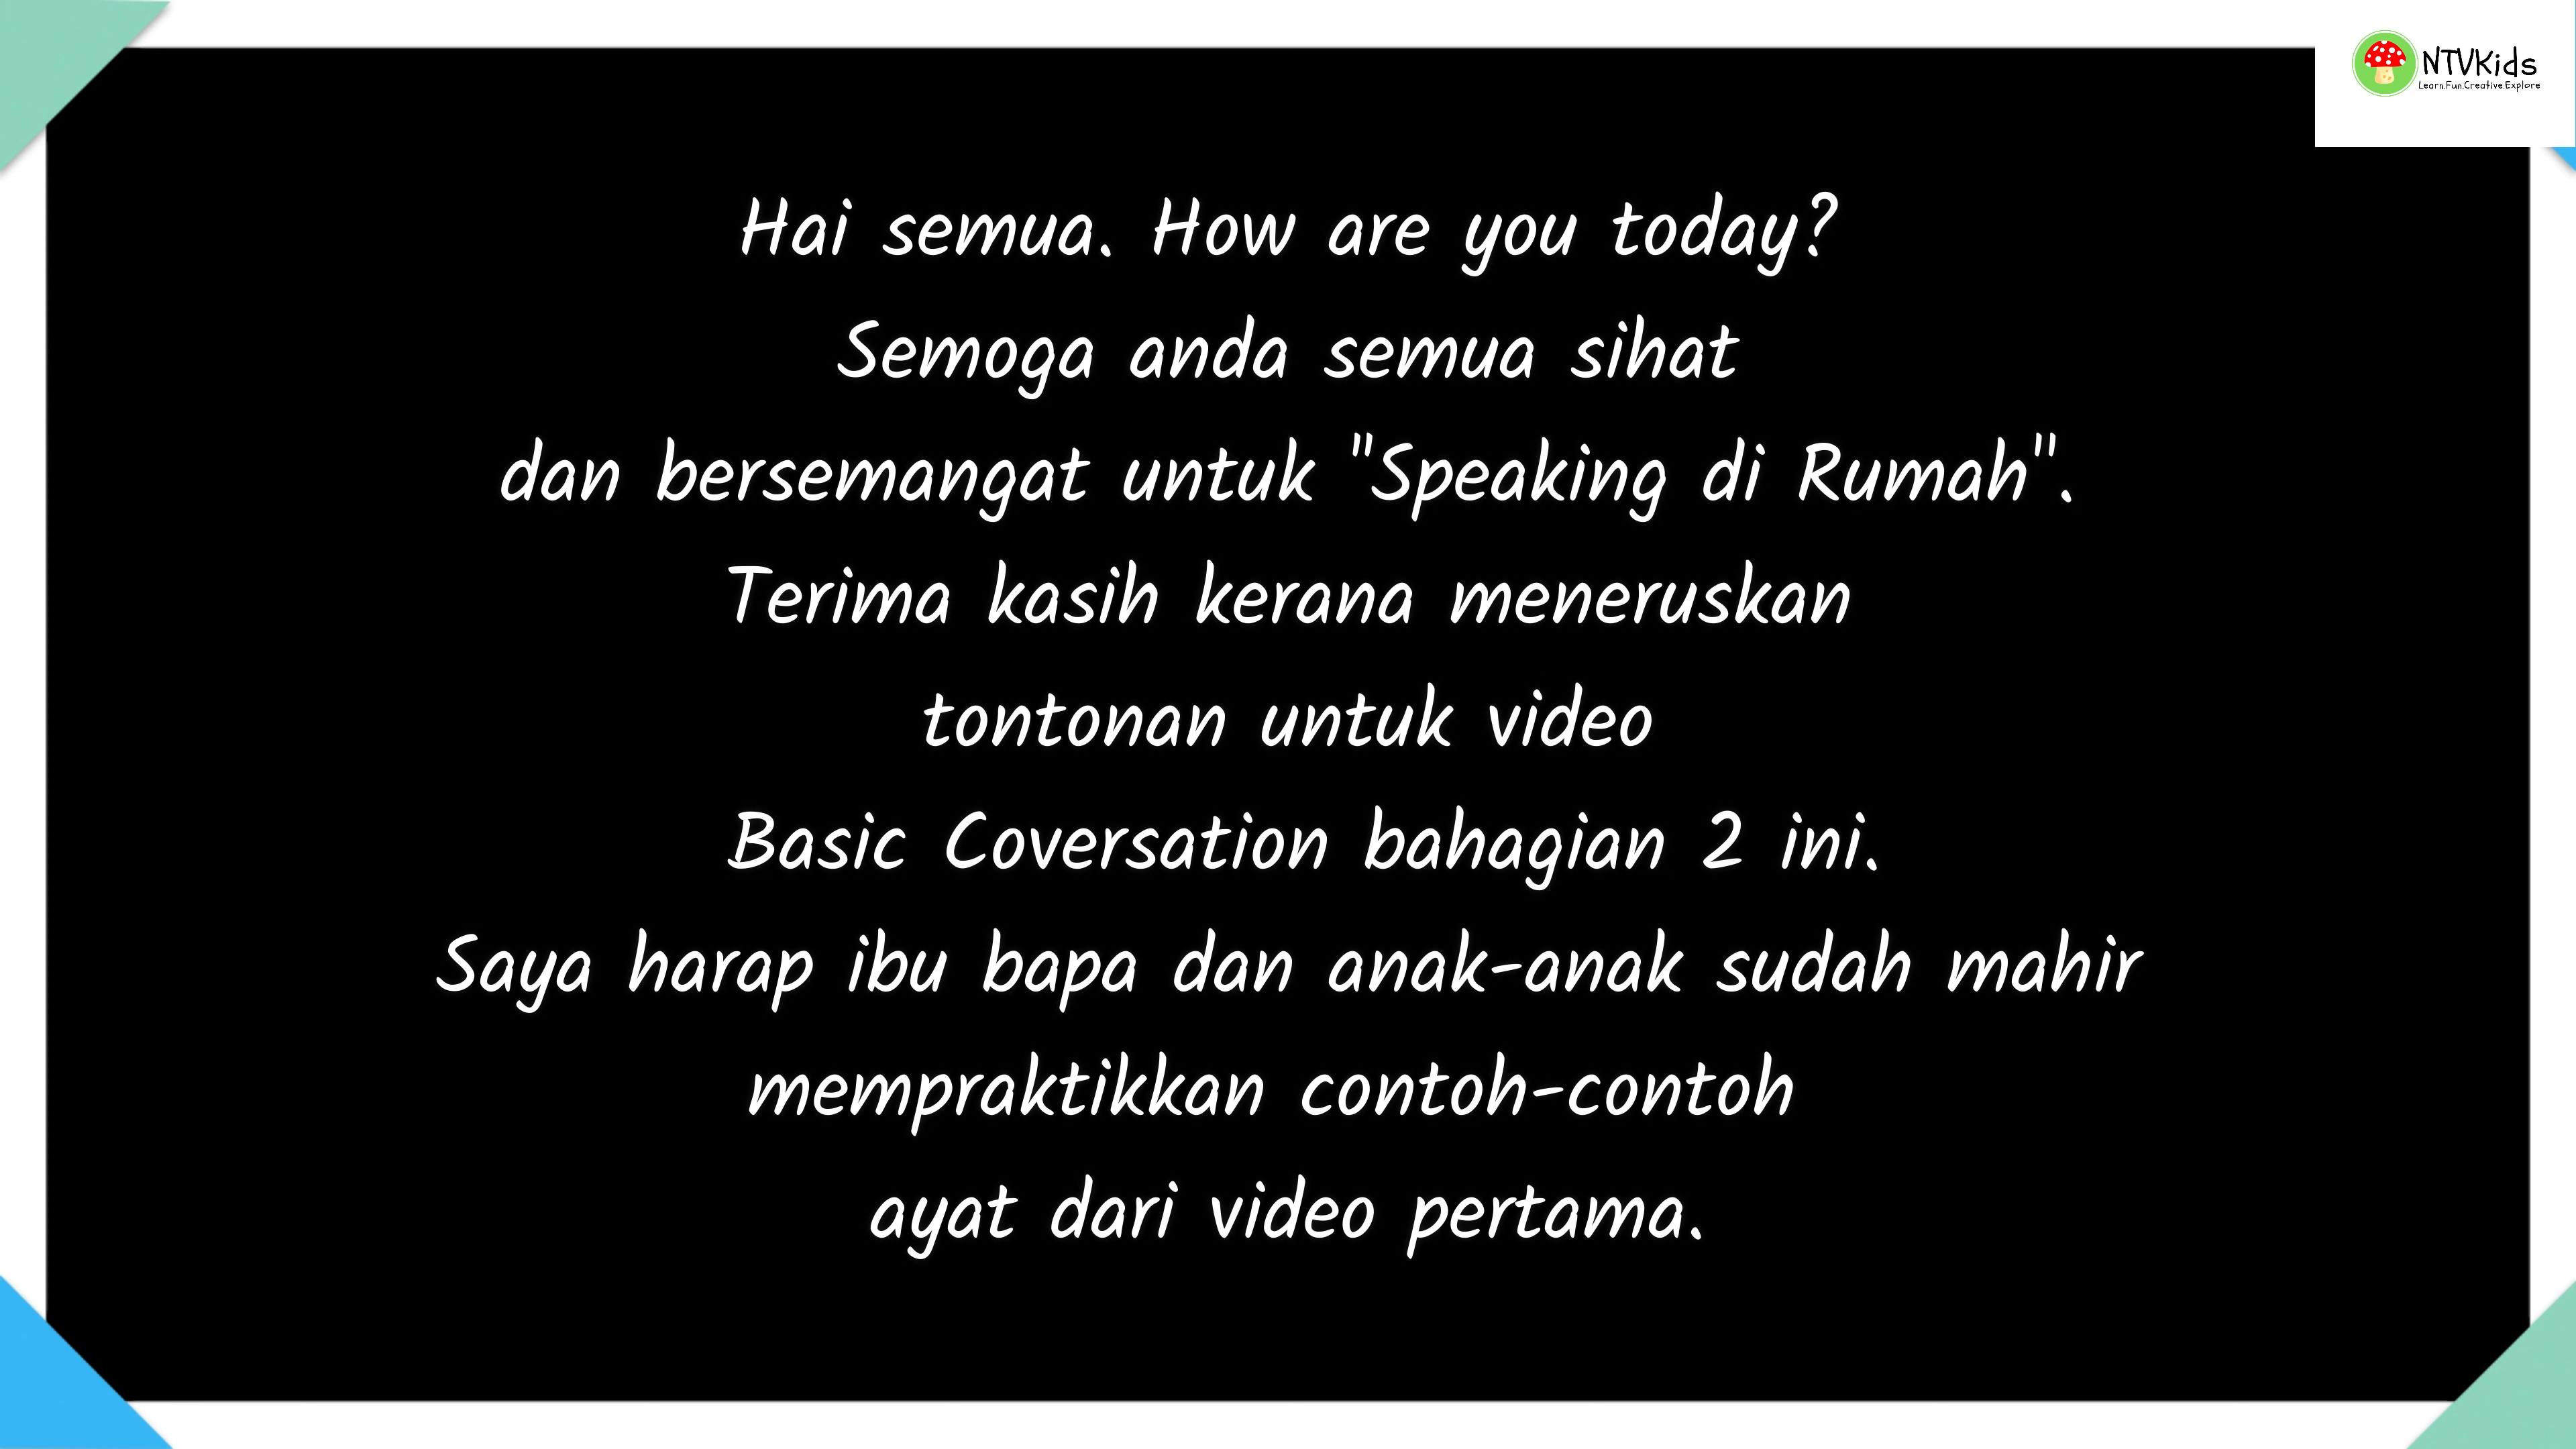 NTVKids
Learn.Fun.Creative.Explore
Hai semua. How are you today?
Semoga anda semua sihat
dan bersemangat untuk "Speaking di Rumah".
Terima kasih kerana meneruskan
tontonan untuk video
Basic Coversation bahagian 2 ini.
Saya harap ibu bapa dan anak-anak sudah mahir
mempraktikkan contoh-contoh
ayat dari video pertama.